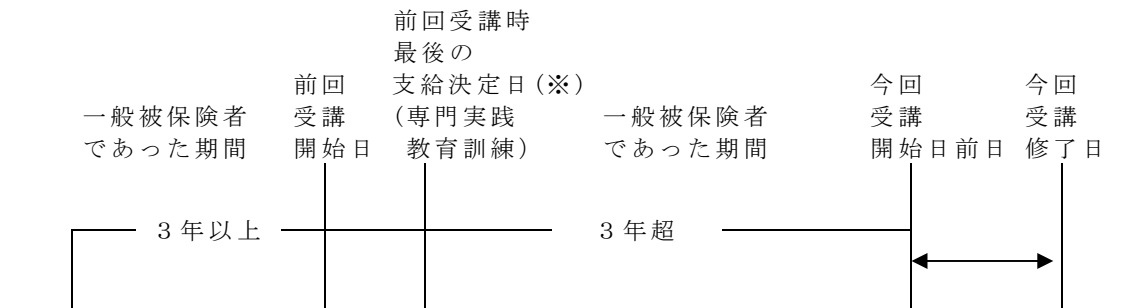 一般被保険者
であった期間
前回
受講
開始日
前回受講時
最後の
支給決定日(※)
(専門実践
教育訓練)
一般被保険者
であった期間
今回
受講
開始日前日
今回
受講
修了日
3年以上
3年超